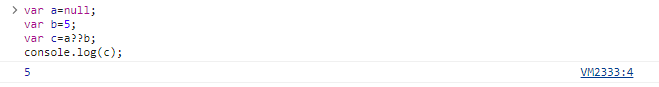 var a=null;
var b=5;
var c=a??b;
console.log(c);
5 VM2333:4